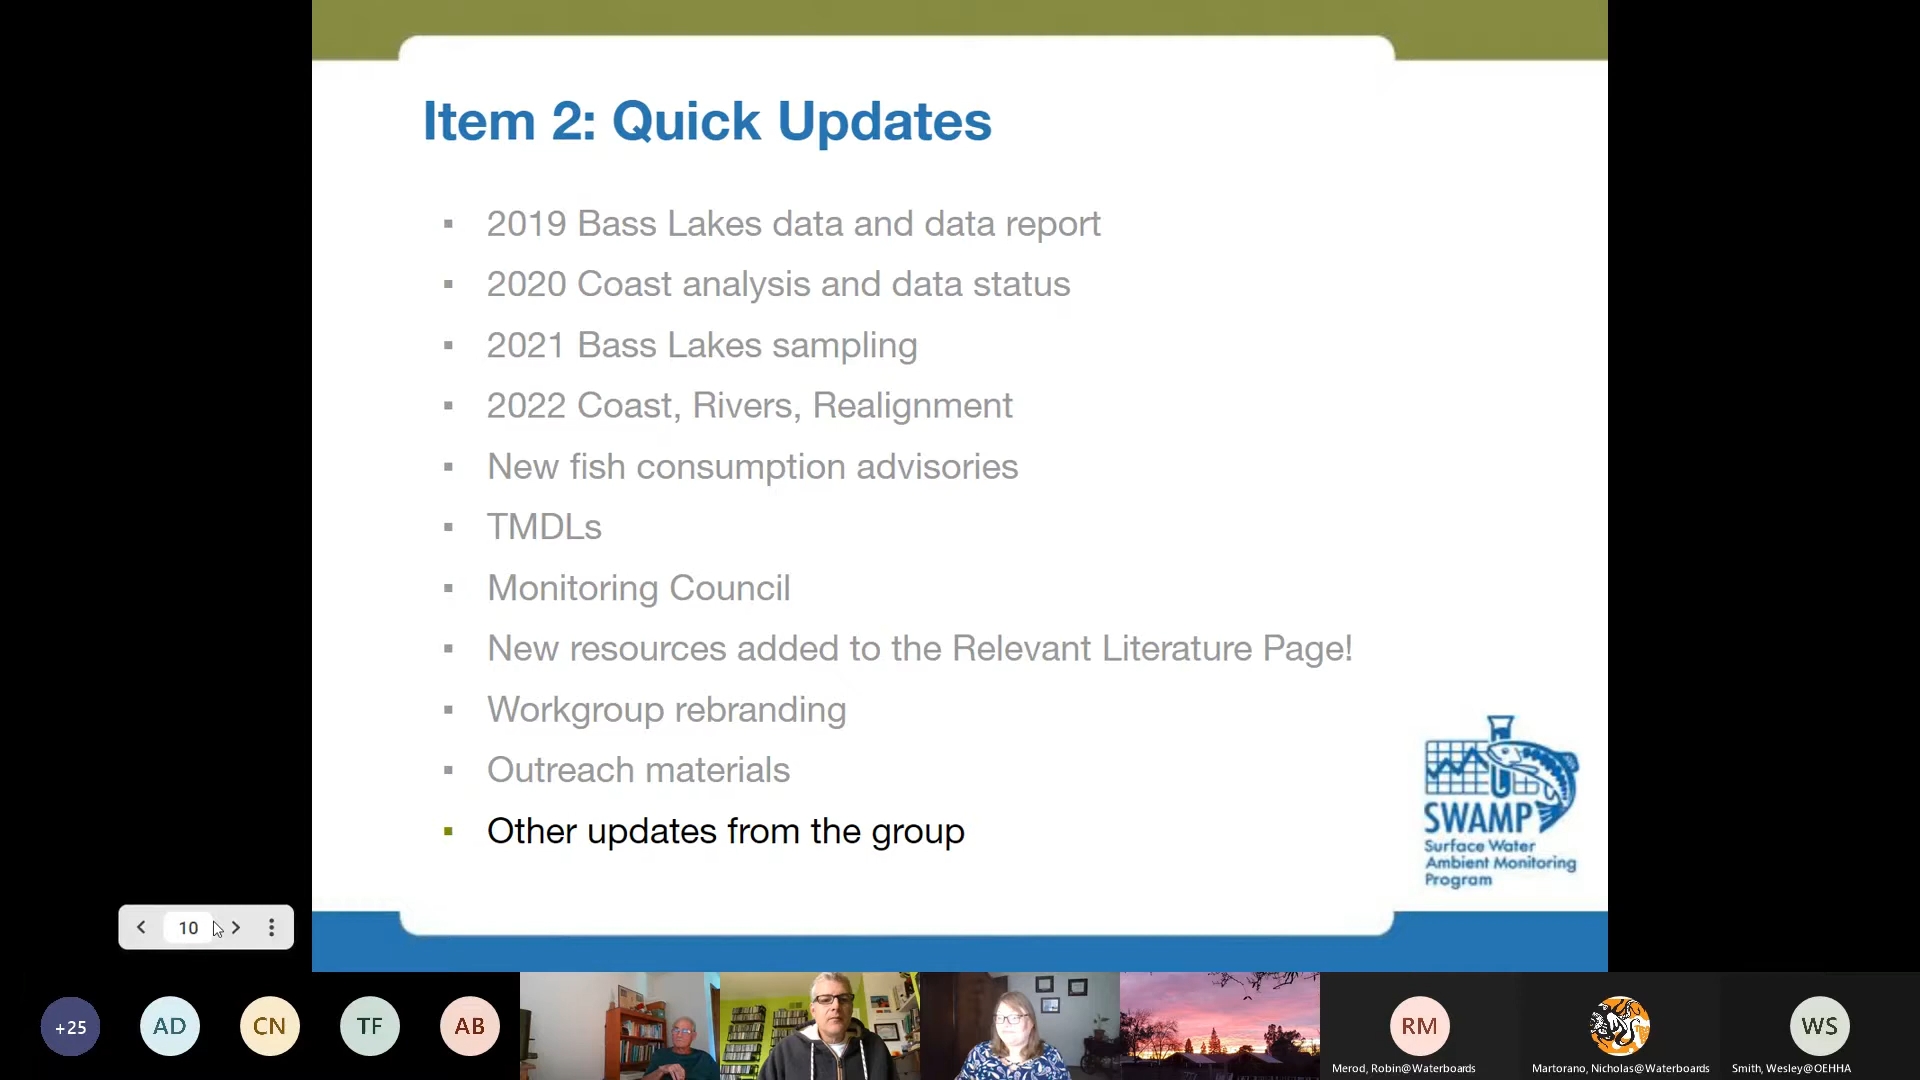 Item 2: Quick Updates
2019 Bass Lakes data and data report
2020 Coast analysis and data status
2021 Bass Lakes sampling
2022 Coast, Rivers, Realignment
New fish consumption advisories
TMDLs
Monitoring Council
New resources added to the Relevant Literature Page!
Workgroup rebranding
Outreach materials
Other updates from the group
SWAMP
Surface Water
Ambient Monitoring
Program
10
+25
AD
CN
TF
AB
RM
WS
Merod, Robin@Waterboards
Martorano, Nicholas@Waterboards
Smith, Wesley@OEHHA